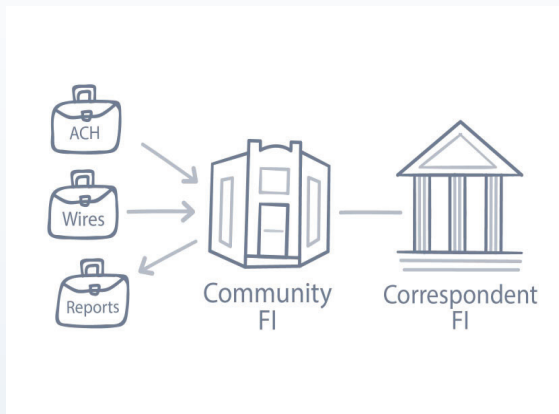 ACH
Wires
Reports
Community
FI
Correspondent
FI